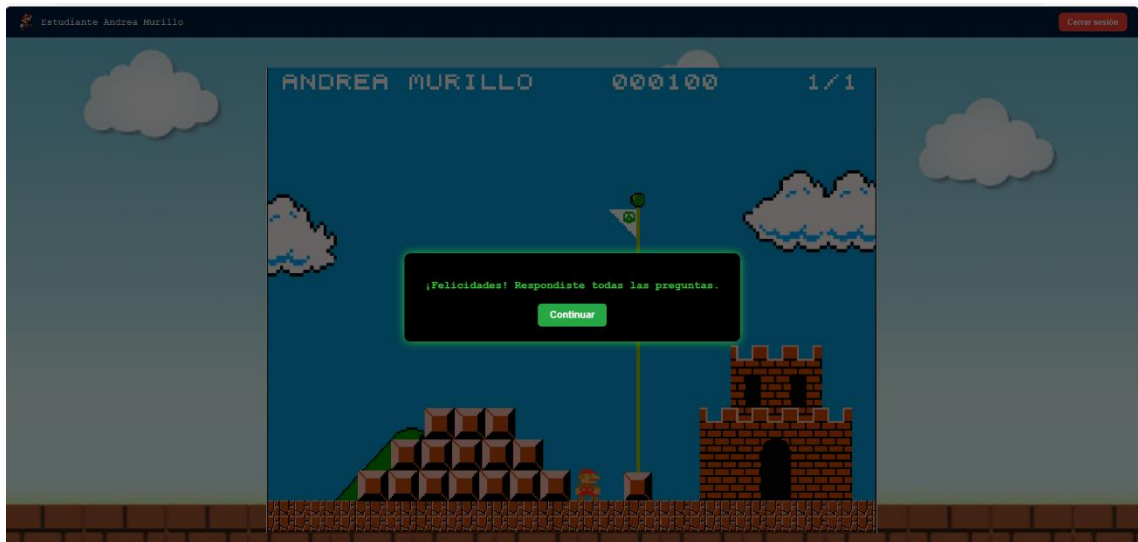 Estudiante Andrea Murillo
Cerrar sesión
ANDREA MURILLO 000100 1/1
¡Felicidades! Respondiste todas las preguntas.
Continuar